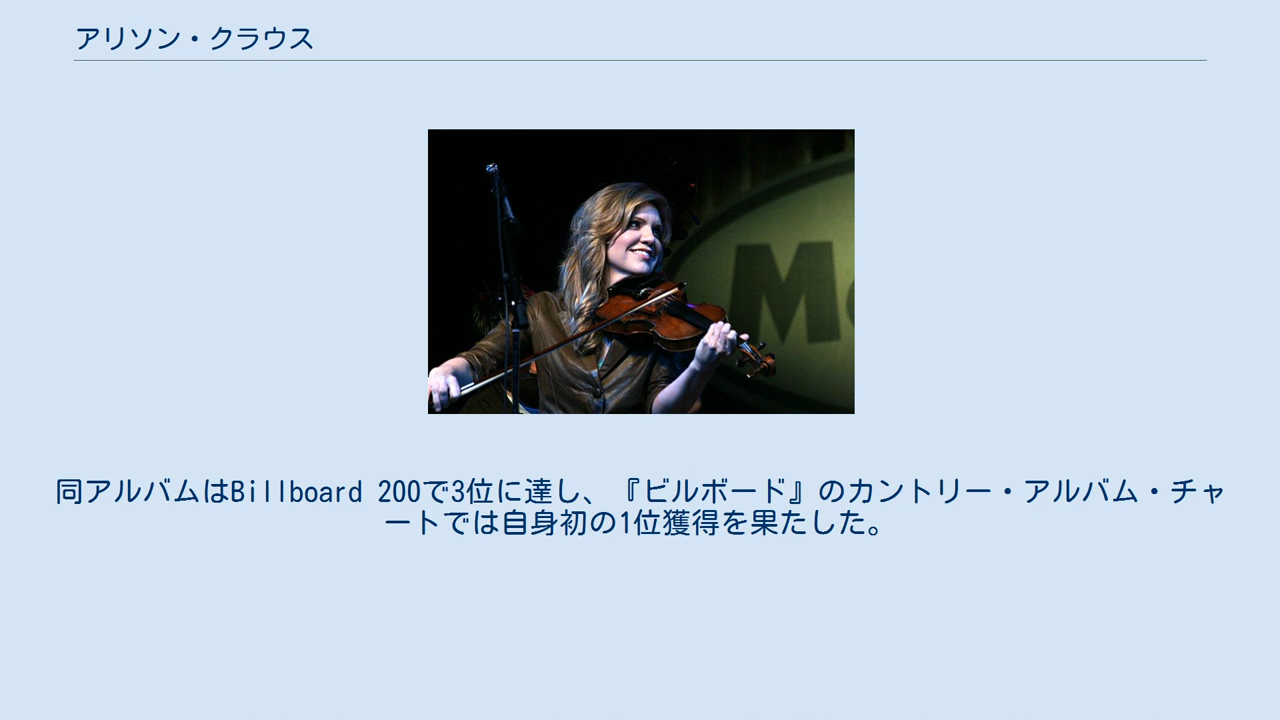 アリソン・クラウス
M
同アルバムはBillboard 200で3位に達し、『ビルボード』のカントリー・アルバム・チャ
ートでは自身初の1位獲得を果たした。